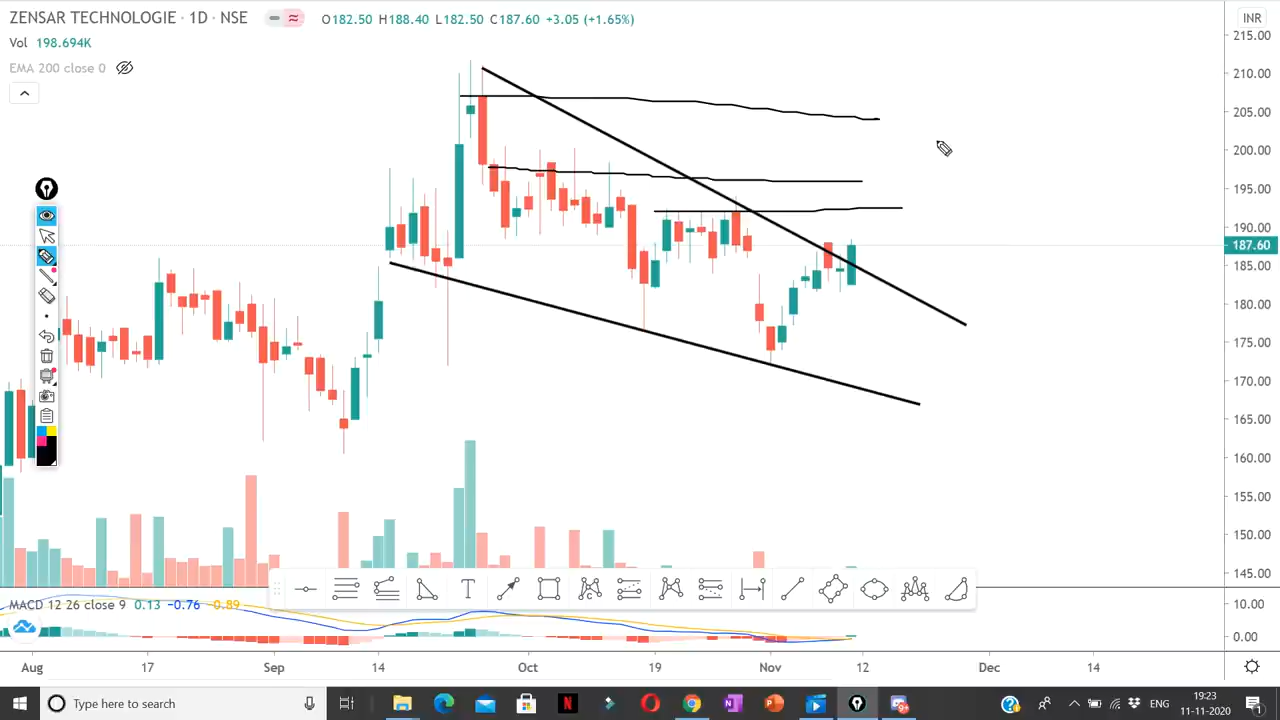 ZENSAR TECHNOLOGIE · 1D · NSE
O182.50 H188.40 L182.50 C187.60 +3.05 (+1.65%)
INR
Vol 198.694K
EMA 200 close 0
215.00
210.00
205.00
200.00
195.00
190.00
187.60
185.00
180.00
175.00
170.00
165.00
160.00
155.00
150.00
145.00
MACD 12 26 close 9 0.13 −0.76 −0.89
10.00
0.00
Aug 17 Sep 14 Oct 19 Nov 12 Dec 14
Type here to search
ENG
19:23
11-11-2020